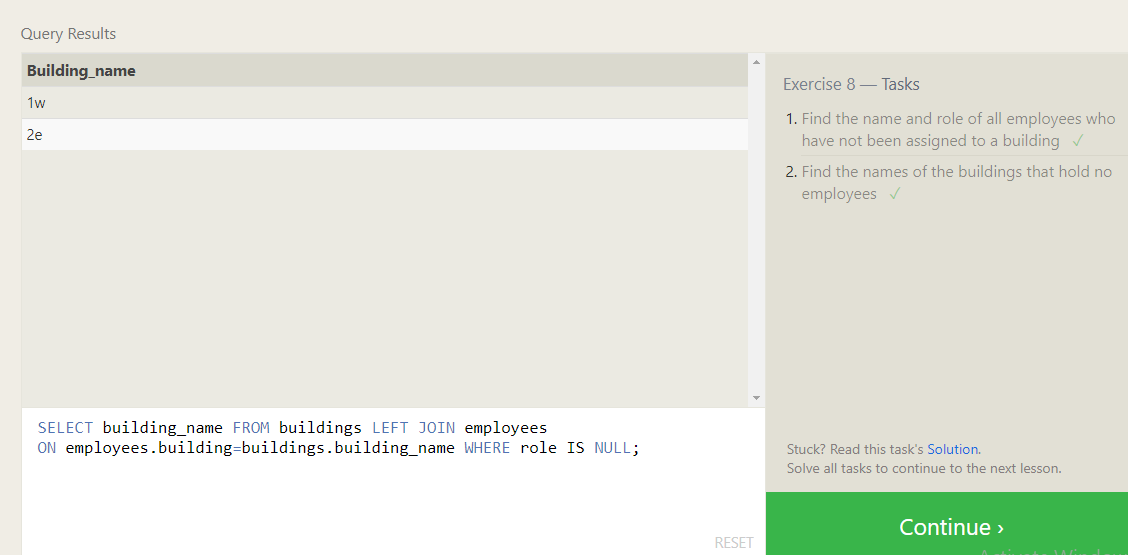 Query Results
Building_name
1w
2e
SELECT building_name FROM buildings LEFT JOIN employees
ON employees.building=buildings.building_name WHERE role IS NULL;
RESET
Exercise 8 — Tasks
1. Find the name and role of all employees who
have not been assigned to a building ✓
2. Find the names of the buildings that hold no
employees ✓
Stuck? Read this task's Solution.
Solve all tasks to continue to the next lesson.
Continue ›